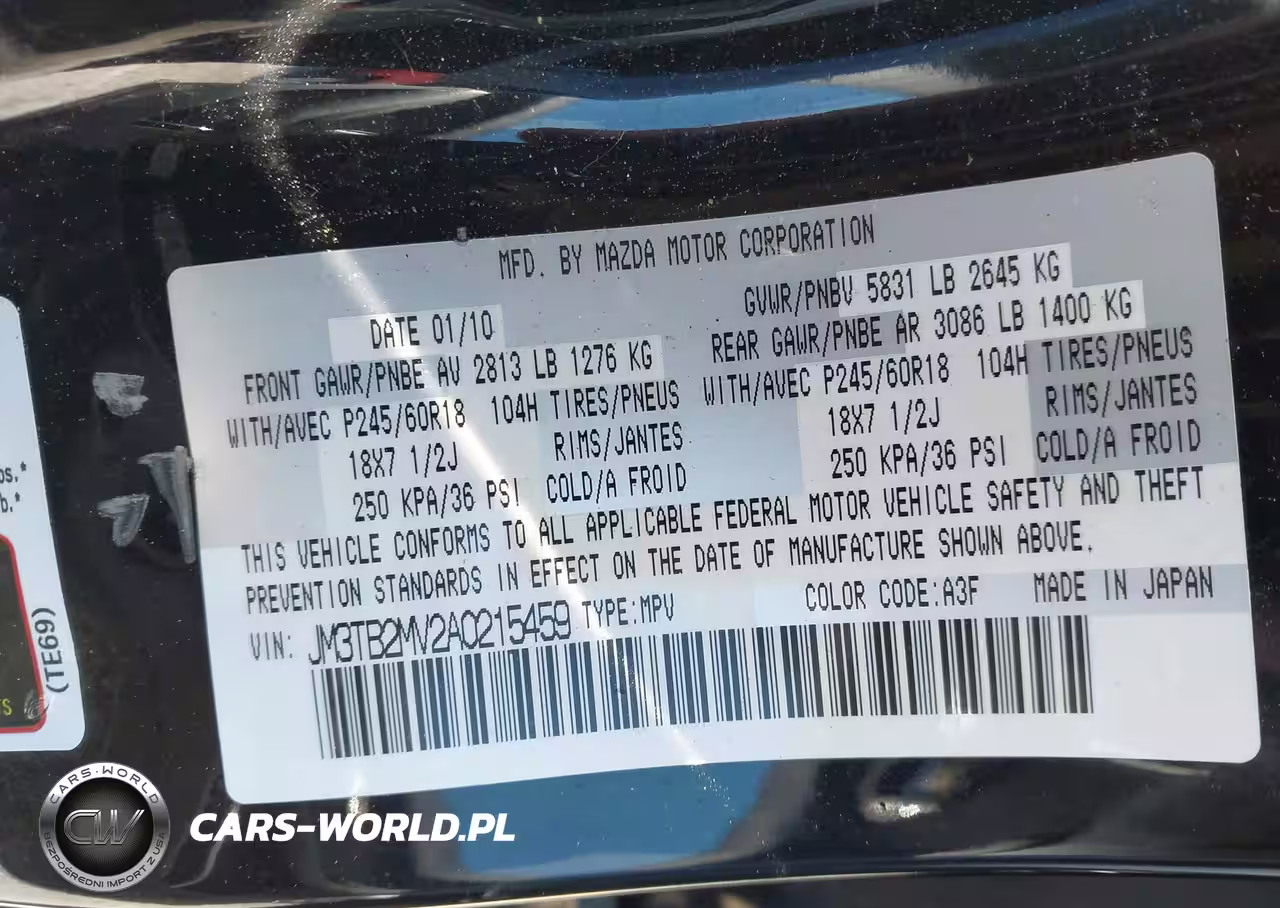 MFD. BY MAZDA MOTOR CORPORATION
DATE 01/10
GVWR/PNBV 5831 LB 2645 KG
FRONT GAWR/PNBE AV 2813 LB 1276 KG
REAR GAWR/PNBE AR 3086 LB 1400 KG
WITH/AVEC P245/60R18 104H TIRES/PNEUS
WITH/AVEC P245/60R18 104H TIRES/PNEUS
18X7 1/2J RIMS/JANTES
18X7 1/2J RIMS/JANTES
250 KPA/36 PSI COLD/A FROID
250 KPA/36 PSI COLD/A FROID
THIS VEHICLE CONFORMS TO ALL APPLICABLE FEDERAL MOTOR VEHICLE SAFETY AND THEFT
PREVENTION STANDARDS IN EFFECT ON THE DATE OF MANUFACTURE SHOWN ABOVE.
VIN: JM3TB2MV2A0215459 TYPE:MPV COLOR CODE:A3F MADE IN JAPAN
(TE69)
CARS-WORLD
CW
BEZPOŚREDNI IMPORT Z USA
CARS-WORLD.PL